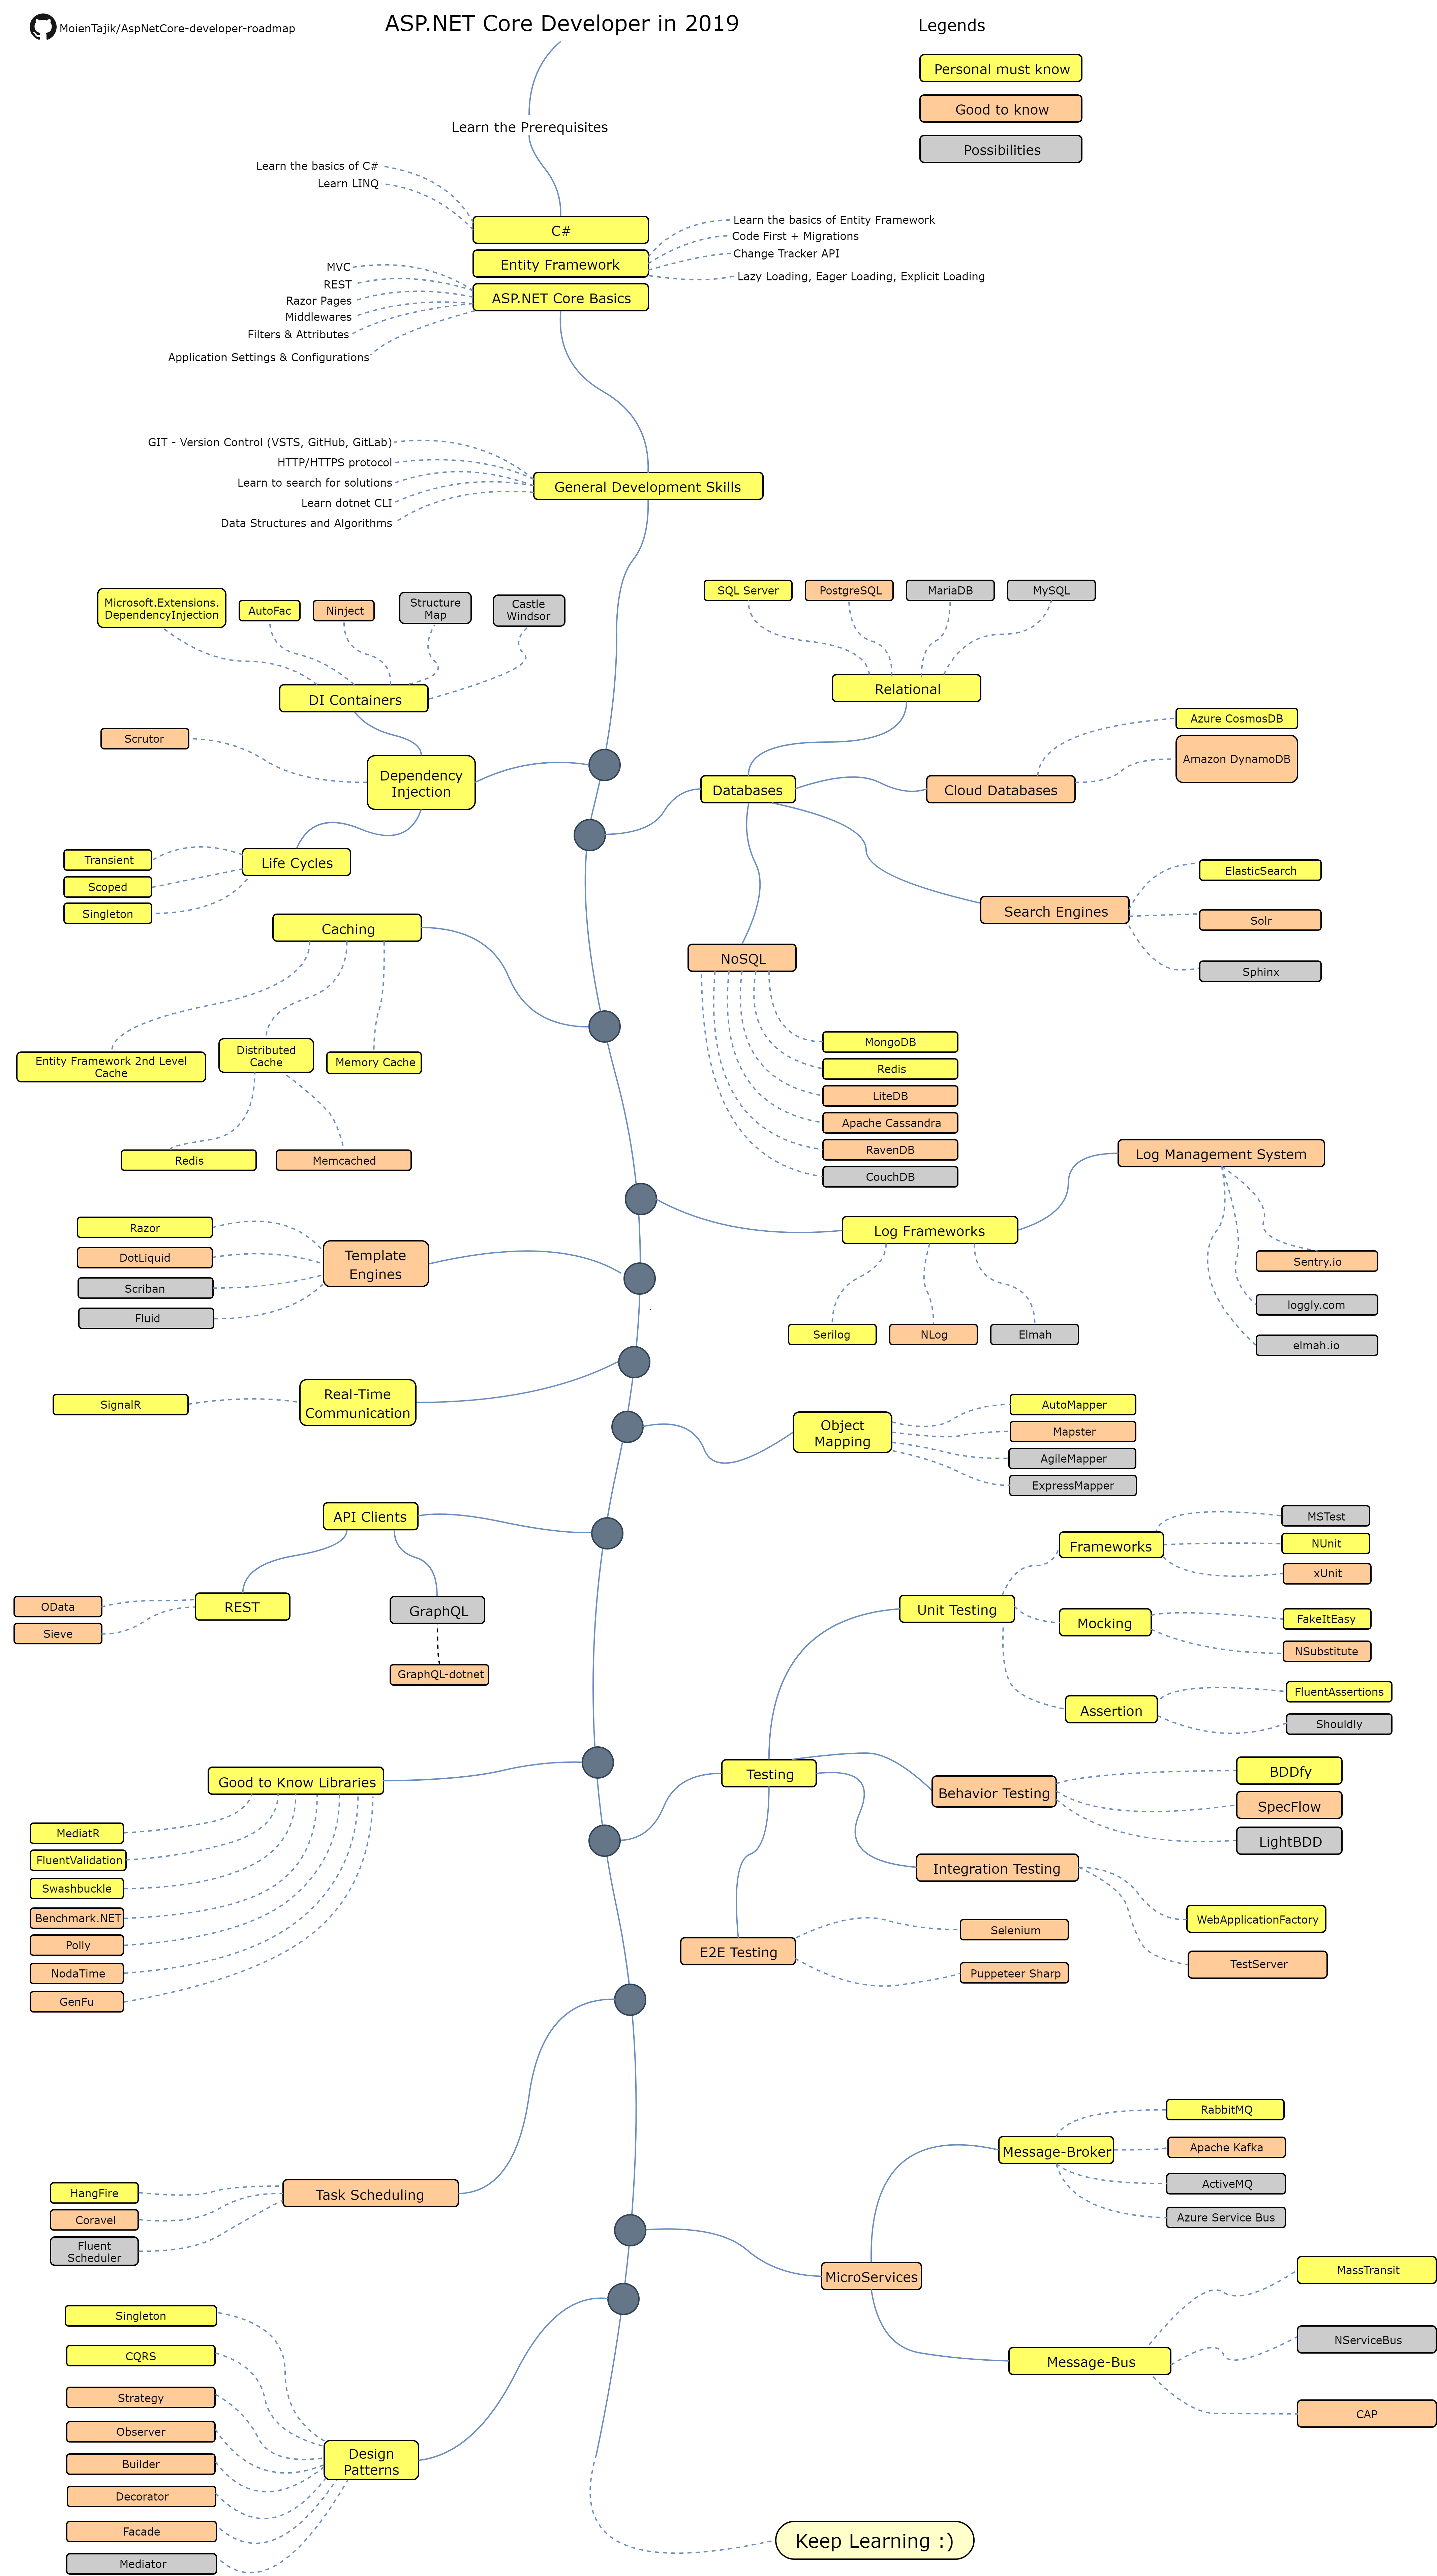 MoienTajik/AspNetCore-developer-roadmap
ASP.NET Core Developer in 2019
Legends
Personal must know
Good to know
Possibilities
Learn the Prerequisites
Learn the basics of C#
Learn LINQ
C#
Entity Framework
ASP.NET Core Basics
Learn the basics of Entity Framework
Code First + Migrations
Change Tracker API
Lazy Loading, Eager Loading, Explicit Loading
MVC
REST
Razor Pages
Middlewares
Filters & Attributes
Application Settings & Configurations
GIT - Version Control (VSTS, GitHub, GitLab)
HTTP/HTTPS protocol
Learn to search for solutions
Learn dotnet CLI
Data Structures and Algorithms
General Development Skills
Microsoft.Extensions.
DependencyInjection
AutoFac
Ninject
Structure
Map
Castle
Windsor
DI Containers
Scrutor
Dependency
Injection
Life Cycles
Transient
Scoped
Singleton
SQL Server
PostgreSQL
MariaDB
MySQL
Relational
Databases
Cloud Databases
Azure CosmosDB
Amazon DynamoDB
Search Engines
ElasticSearch
Solr
Sphinx
NoSQL
MongoDB
Redis
LiteDB
Apache Cassandra
RavenDB
CouchDB
Caching
Entity Framework 2nd Level
Cache
Distributed
Cache
Memory Cache
Redis
Memcached
Log Management System
Log Frameworks
Sentry.io
loggly.com
elmah.io
Serilog
NLog
Elmah
Razor
DotLiquid
Scriban
Fluid
Template
Engines
SignalR
Real-Time
Communication
Object
Mapping
AutoMapper
Mapster
AgileMapper
ExpressMapper
API Clients
REST
OData
Sieve
GraphQL
GraphQL-dotnet
Frameworks
MSTest
NUnit
xUnit
Unit Testing
Mocking
FakeItEasy
NSubstitute
Assertion
FluentAssertions
Shouldly
Good to Know Libraries
MediatR
FluentValidation
Swashbuckle
Benchmark.NET
Polly
NodaTime
GenFu
Testing
Behavior Testing
BDDfy
SpecFlow
LightBDD
Integration Testing
WebApplicationFactory
TestServer
E2E Testing
Selenium
Puppeteer Sharp
Task Scheduling
HangFire
Coravel
Fluent
Scheduler
Message-Broker
RabbitMQ
Apache Kafka
ActiveMQ
Azure Service Bus
MicroServices
Message-Bus
MassTransit
NServiceBus
CAP
Singleton
CQRS
Strategy
Observer
Builder
Decorator
Facade
Mediator
Design
Patterns
Keep Learning :)